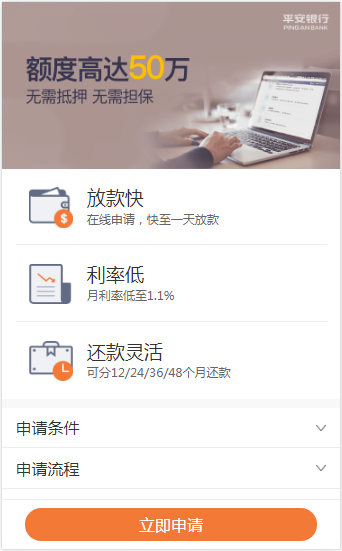 平安银行
PING AN BANK
额度高达50万
无需抵押 无需担保
放款快
在线申请，快至一天放款
利率低
月利率低至1.1%
还款灵活
可分12/24/36/48个月还款
申请条件
申请流程
立即申请